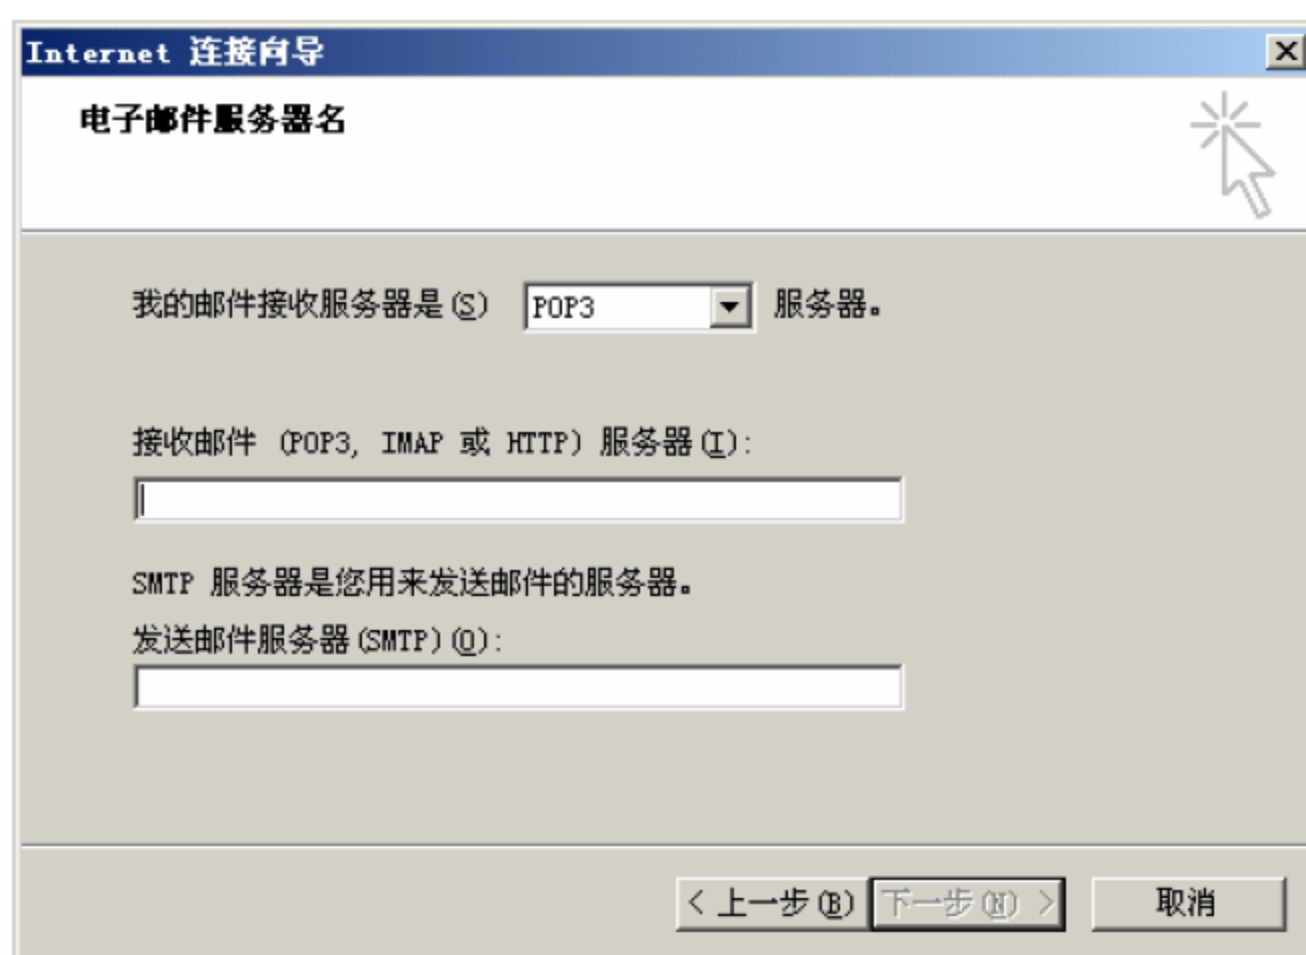 Internet 连接向导
电子邮件服务器名
我的邮件接收服务器是(S) POP3 服务器。
接收邮件 (POP3, IMAP 或 HTTP) 服务器(I):
SMTP 服务器是您用来发送邮件的服务器。
发送邮件服务器(SMTP)(O):
< 上一步(B) 下一步(N) > 取消